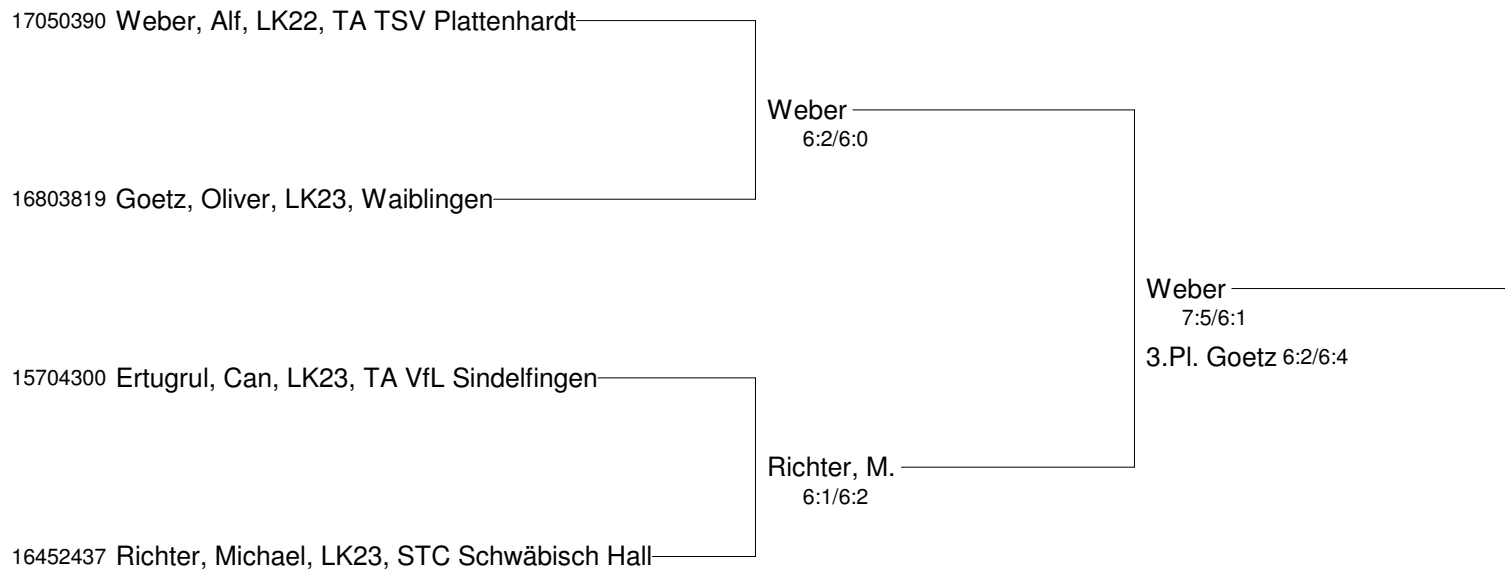 17050390 Weber, Alf, LK22, TA TSV Plattenhardt
Weber
6:2/6:0
16803819 Goetz, Oliver, LK23, Waiblingen
Weber
7:5/6:1
3.Pl. Goetz 6:2/6:4
15704300 Ertugrul, Can, LK23, TA VfL Sindelfingen
Richter, M.
6:1/6:2
16452437 Richter, Michael, LK23, STC Schwäbisch Hall